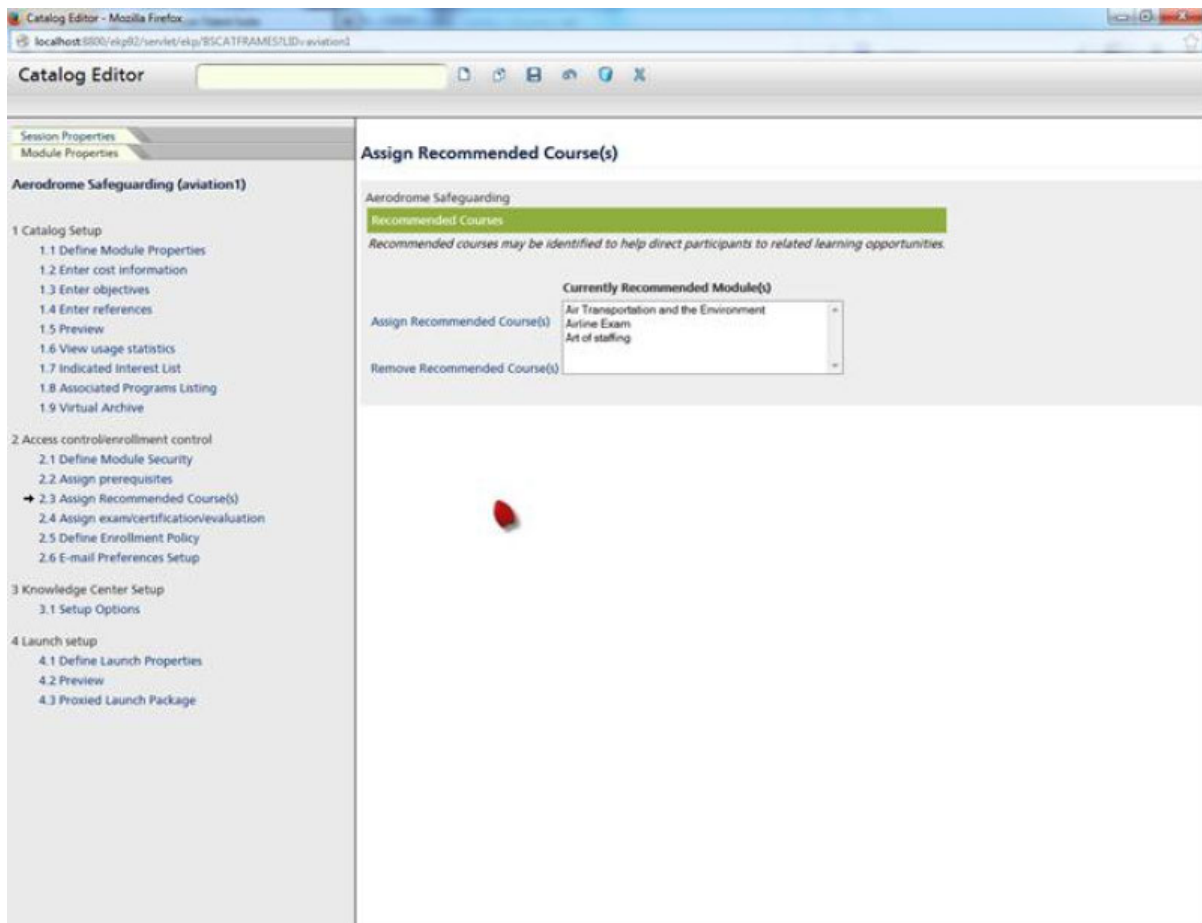 Catalog Editor - Mozilla Firefox
localhost:8800/ekp92/servlet/ekp/BSCATFRAMES?LID=aviation1
Catalog Editor
Session Properties
Module Properties
Aerodrome Safeguarding (aviation1)
1 Catalog Setup
1.1 Define Module Properties
1.2 Enter cost information
1.3 Enter objectives
1.4 Enter references
1.5 Preview
1.6 View usage statistics
1.7 Indicated Interest List
1.8 Associated Programs Listing
1.9 Virtual Archive
2 Access control/enrollment control
2.1 Define Module Security
2.2 Assign prerequisites
2.3 Assign Recommended Course(s)
2.4 Assign exam/certification/evaluation
2.5 Define Enrollment Policy
2.6 E-mail Preferences Setup
3 Knowledge Center Setup
3.1 Setup Options
4 Launch setup
4.1 Define Launch Properties
4.2 Preview
4.3 Proxied Launch Package
Assign Recommended Course(s)
Aerodrome Safeguarding
Recommended Courses
Recommended courses may be identified to help direct participants to related learning opportunities.
Currently Recommended Module(s)
Assign Recommended Course(s)
Air Transportation and the Environment
Airline Exam
Art of staffing
Remove Recommended Course(s)